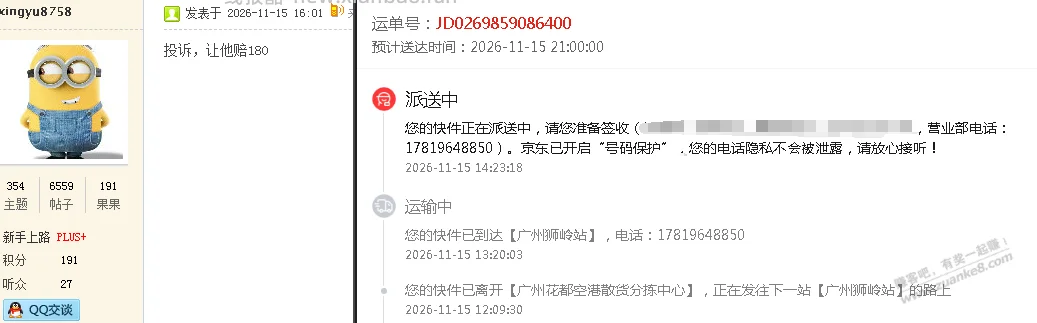 xingyu8758
354 6559 191
主题 帖子 果果
新手上路 PLUS+
积分 191
听众 27
QQ交谈
发表于 2026-11-15 16:01
投诉，让他赔180
运单号：JD0269859086400
预计送达时间：2026-11-15 21:00:00
派送中
您的快件正在派送中，请您准备签收（
，营业部电话：
17819648850）。京东已开启“号码保护”，您的电话隐私不会被泄露，请放心接听！
2026-11-15 14:23:18
运输中
您的快件已到达【广州狮岭站】，电话：17819648850
2026-11-15 13:20:03
您的快件已离开【广州花都空港散货分拣中心】，正在发往下一站【广州狮岭站】的路上
2026-11-15 12:09:30
赚客吧，有奖一起赚！